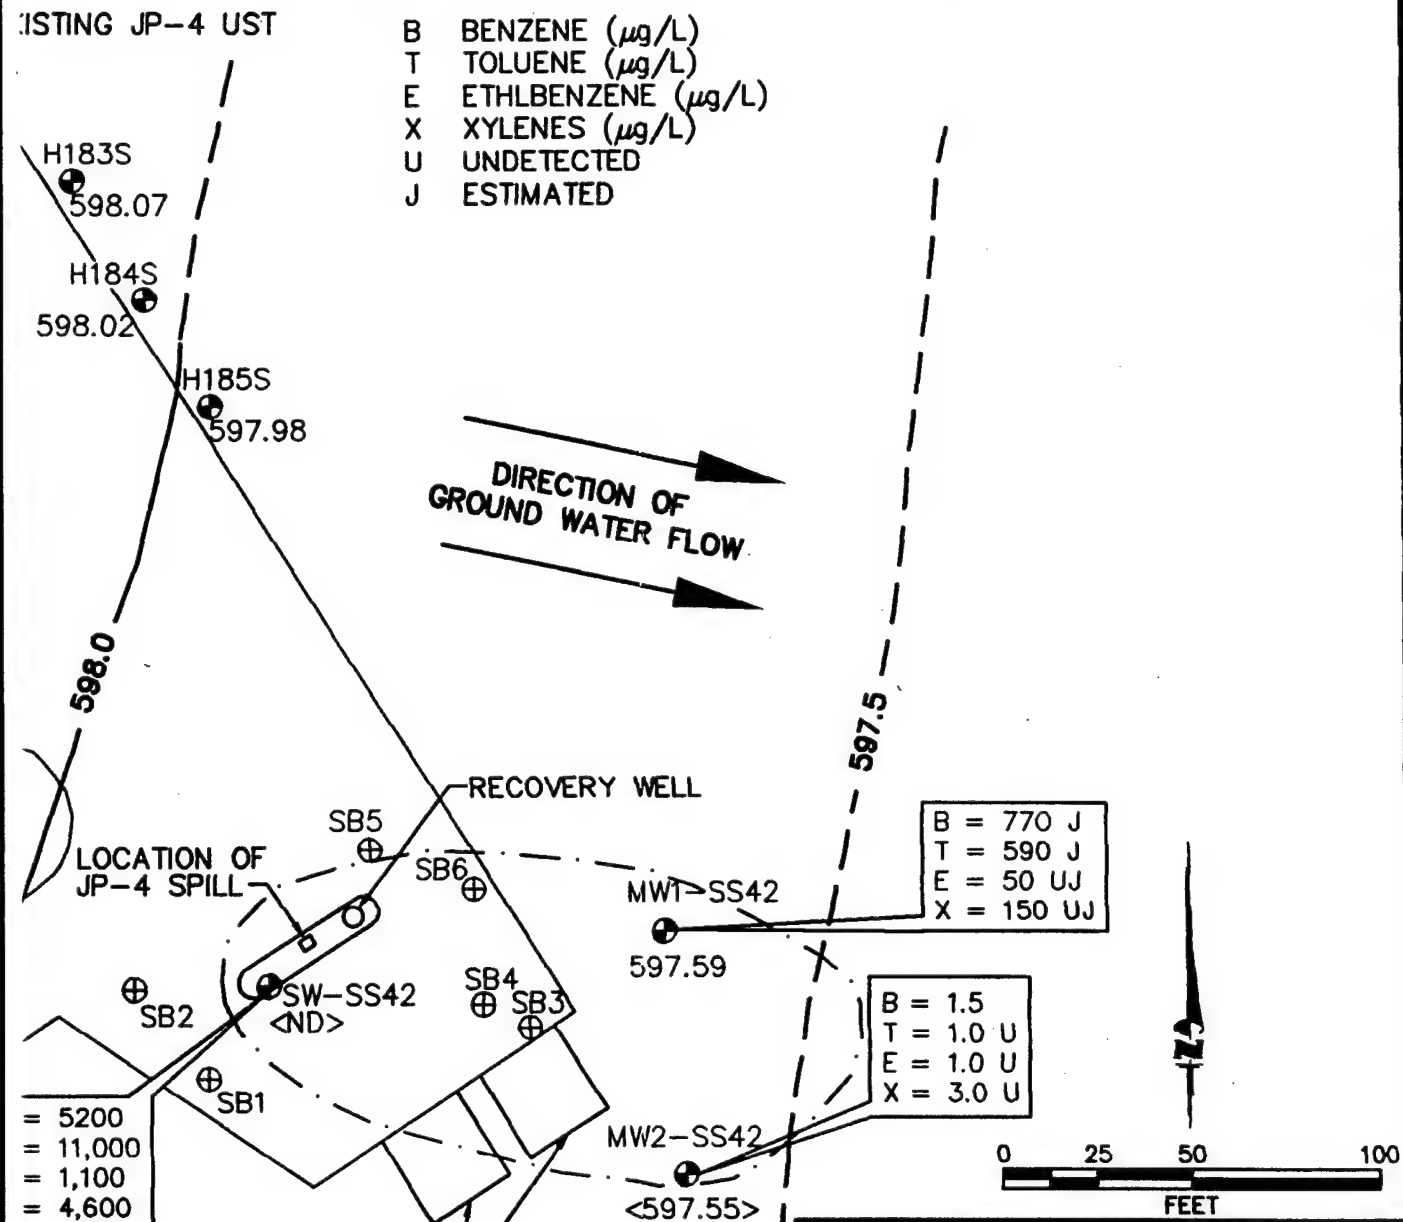 ISTING JP-4 UST
B BENZENE (µg/L)
T TOLUENE (µg/L)
E ETHLBENZENE (µg/L)
X XYLENES (µg/L)
U UNDETECTED
J ESTIMATED
H183S
598.07
H184S
598.02
H185S
597.98
DIRECTION OF
GROUND WATER FLOW
598.0
597.5
RECOVERY WELL
SB5
LOCATION OF
JP-4 SPILL
SB6
MW1-SS42
597.59
B = 770 J
T = 590 J
E = 50 UJ
X = 150 UJ
SB2
SW-SS42
<ND>
SB4
SB3
B = 1.5
T = 1.0 U
E = 1.0 U
X = 3.0 U
SB1
= 5200
= 11,000
= 1,100
= 4,600
MW2-SS42
<597.55>
N
0 25 50 100
FEET